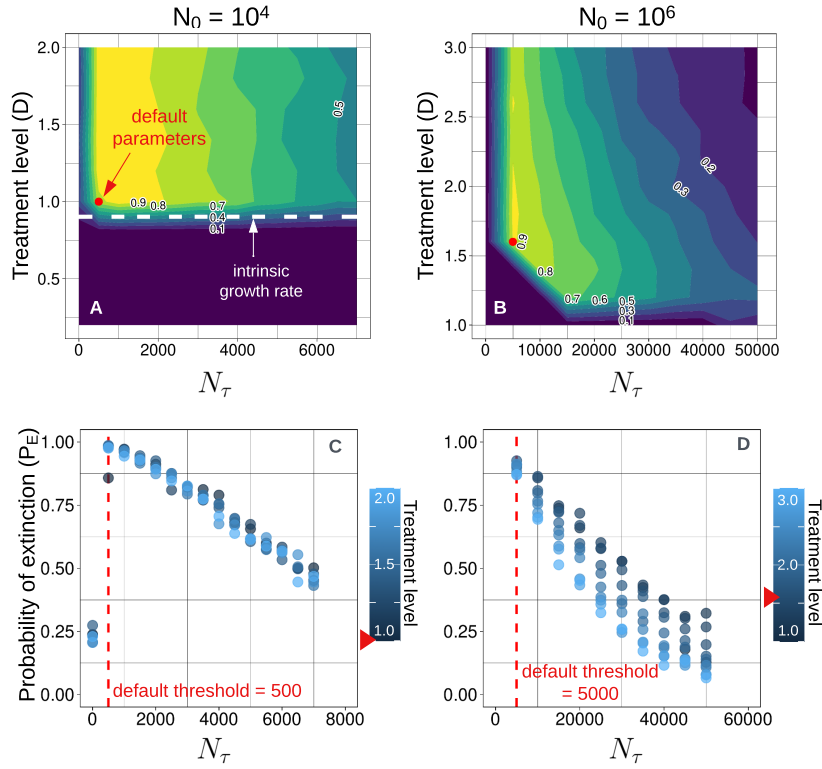 N₀ = 10⁴
N₀ = 10⁶
Treatment level (D)
2.0
1.5
1.0
0.5
default
parameters
0.5
0.9
0.8
0.7
0.4
0.1
intrinsic
growth rate
A
0
2000
4000
6000
N_τ
Treatment level (D)
3.0
2.5
2.0
1.5
1.0
0.2
0.3
0.9
0.8
0.7
0.6
0.5
0.3
0.1
B
0
10000
20000
30000
40000
50000
N_τ
Probability of extinction (P_E)
1.00
0.75
0.50
0.25
0.00
C
default threshold = 500
0
2000
4000
6000
8000
N_τ
2.0
1.5
1.0
Treatment level
1.00
0.75
0.50
0.25
0.00
D
default threshold
= 5000
0
20000
40000
60000
N_τ
3.0
2.0
1.0
Treatment level